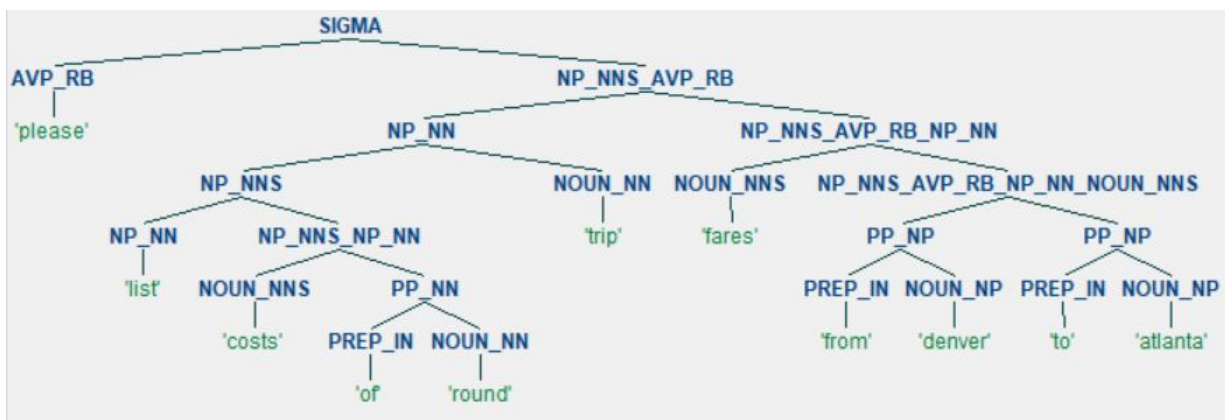 SIGMA
AVP_RB NP_NNS_AVP_RB
'please' NP_NN NP_NNS_AVP_RB_NP_NN
NP_NNS NOUN_NN NOUN_NNS NP_NNS_AVP_RB_NP_NN_NOUN_NNS
NP_NN NP_NNS_NP_NN 'trip' 'fares' PP_NP PP_NP
'list' NOUN_NNS PP_NN PREP_IN NOUN_NP PREP_IN NOUN_NP
'costs' PREP_IN NOUN_NN 'from' 'denver' 'to' 'atlanta'
'of' 'round'